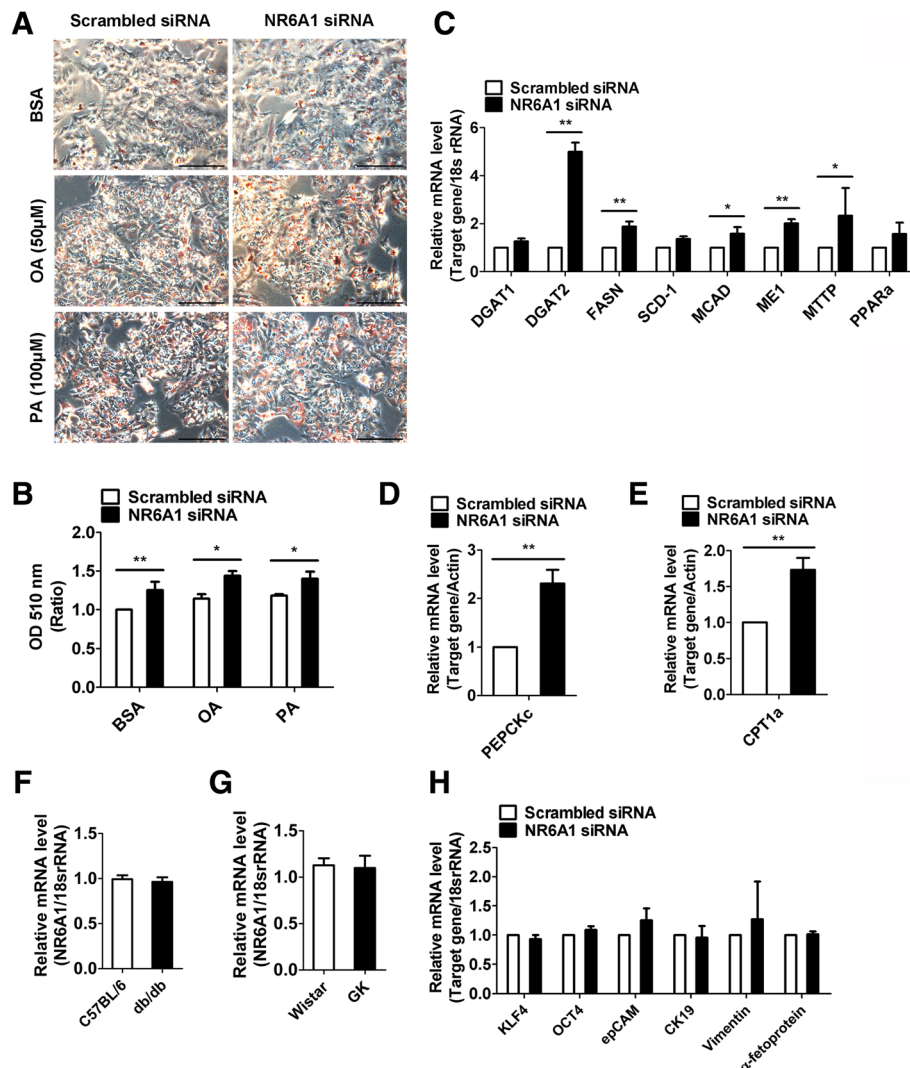 A
Scrambled siRNA
NR6A1 siRNA
BSA
OA (50µM)
PA (100µM)
C
Scrambled siRNA
NR6A1 siRNA
Relative mRNA level
(Target gene/18s rRNA)
6
4
2
0
**
**
*
**
*
DGAT1
DGAT2
FASN
SCD-1
MCAD
ME1
MTTP
PPARa
B
Scrambled siRNA
NR6A1 siRNA
OD 510 nm
(Ratio)
2.0
1.5
1.0
0.5
0.0
**
*
*
BSA
OA
PA
D
Scrambled siRNA
NR6A1 siRNA
Relative mRNA level
(Target gene/Actin)
3
2
1
0
**
PEPCKc
E
Scrambled siRNA
NR6A1 siRNA
Relative mRNA level
(Target gene/Actin)
2.0
1.5
1.0
0.5
0.0
**
CPT1a
F
Relative mRNA level
(NR6A1/18srRNA)
1.5
1.0
0.5
0.0
C57BL/6
db/db
G
Relative mRNA level
(NR6A1/18srRNA)
1.5
1.0
0.5
0.0
Wistar
GK
H
Scrambled siRNA
NR6A1 siRNA
Relative mRNA level
(Target gene/18srRNA)
2.5
2.0
1.5
1.0
0.5
0.0
KLF4
OCT4
epCAM
CK19
Vimentin
α-fetoprotein